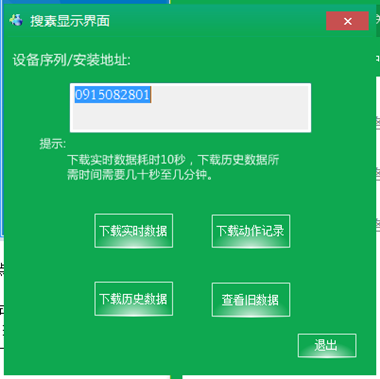 搜素显示界面
设备序列/安装地址:
0915082801
提示:
下载实时数据耗时10秒，下载历史数据所
需时间需要几十秒至几分钟。
下载实时数据
下载动作记录
下载历史数据
查看旧数据
退出